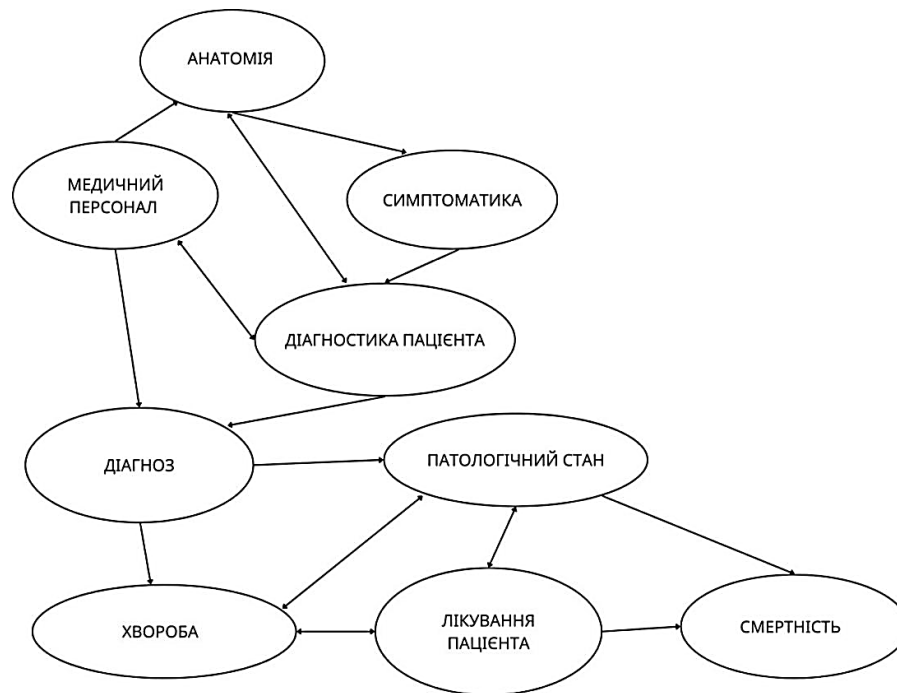 АНАТОМІЯ
МЕДИЧНИЙ
ПЕРСОНАЛ
СИМПТОМАТИКА
ДІАГНОСТИКА ПАЦІЄНТА
ДІАГНОЗ
ПАТОЛОГІЧНИЙ СТАН
ХВОРОБА
ЛІКУВАННЯ
ПАЦІЄНТА
СМЕРТНІСТЬ